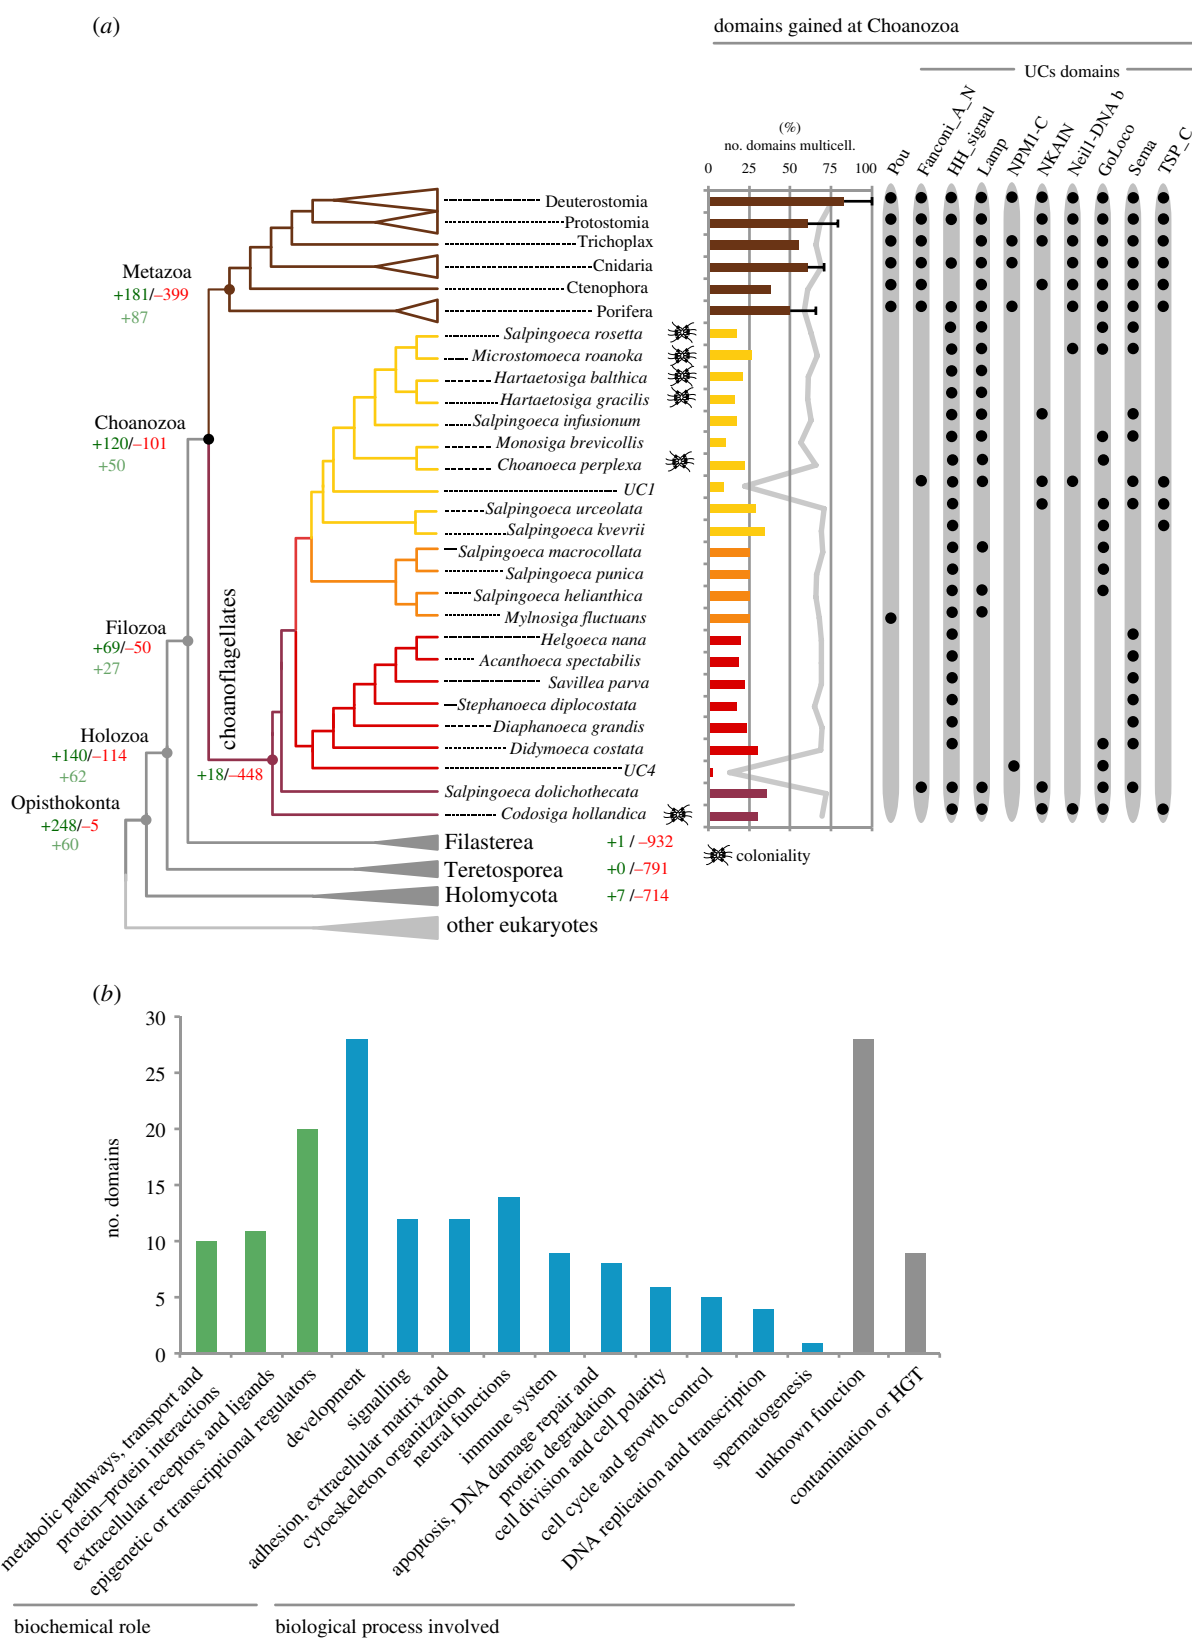 (a)
domains gained at Choanozoa
UCs domains
Pou
Fanconi_A_N
HH_signal
Lamp
NPM1-C
NKAIN
Neil1-DNA b
GoLoco
Sema
TSP_C
(%)
no. domains multicell.
0 25 50 75 100
Deuterostomia
Protostomia
Trichoplax
Cnidaria
Ctenophora
Porifera
Salpingoeca rosetta
Microstomoeca roanoka
Hartaetosiga balthica
Hartaetosiga gracilis
Salpingoeca infusionum
Monosiga brevicollis
Choanoeca perplexa
UC1
Salpingoeca urceolata
Salpingoeca kvevrii
Salpingoeca macrocollata
Salpingoeca punica
Salpingoeca helianthica
Mylnosiga fluctuans
Helgoeca nana
Acanthoeca spectabilis
Savillea parva
Stephanoeca diplocostata
Diaphanoeca grandis
Didymoeca costata
UC4
Salpingoeca dolichothecata
Codosiga hollandica
Metazoa
+181/–399
+87
Choanozoa
+120/–101
+50
Filozoa
+69/–50
+27
Holozoa
+140/–114
+62
Opisthokonta
+248/–5
+60
choanoflagellates
+18/–448
Filasterea +1 / –932
Teretosporea +0 /–791
Holomycota +7 /–714
other eukaryotes
coloniality
(b)
no. domains
30
25
20
15
10
5
0
metabolic pathways, transport and
protein–protein interactions
extracellular receptors and ligands
epigenetic or transcriptional regulators
development
signalling
adhesion, extracellular matrix and
cytoeskeleton organitzation
neural functions
immune system
apoptosis, DNA damage repair and
protein degradation
cell division and cell polarity
cell cycle and growth control
DNA replication and transcription
spermatogenesis
unknown function
contamination or HGT
biochemical role
biological process involved